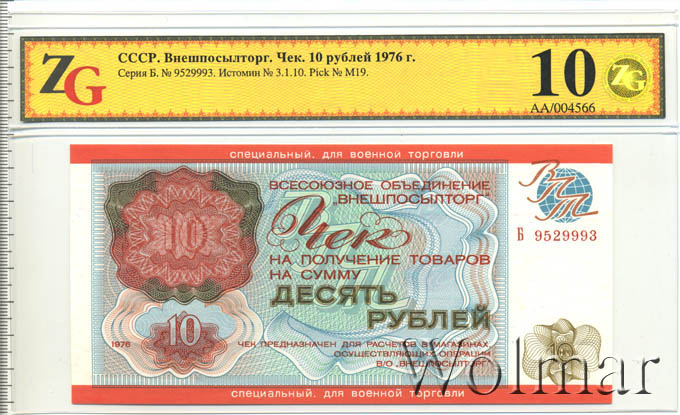 ZG
СССР. Внешпосылторг. Чек. 10 рублей 1976 г.
Серия Б. № 9529993. Истомин № 3.1.10. Pick № M19.
10
ZG
AA/004566
специальный. для военной торговли
ВСЕСОЮЗНОЕ ОБЪЕДИНЕНИЕ
„ВНЕШПОСЫЛТОРГ"
Чек
НА ПОЛУЧЕНИЕ ТОВАРОВ
НА СУММУ
ДЕСЯТЬ
РУБЛЕЙ
10
ВПТ
Б 9529993
10
1976
ЧЕК ПРЕДНАЗНАЧЕН ДЛЯ РАСЧЕТОВ В МАГАЗИНАХ,
ОСУЩЕСТВЛЯЮЩИХ ОПЕРАЦИИ
В/О „ВНЕШПОСЫЛТОРГ"
специальный. для военной торговли
Wolmar